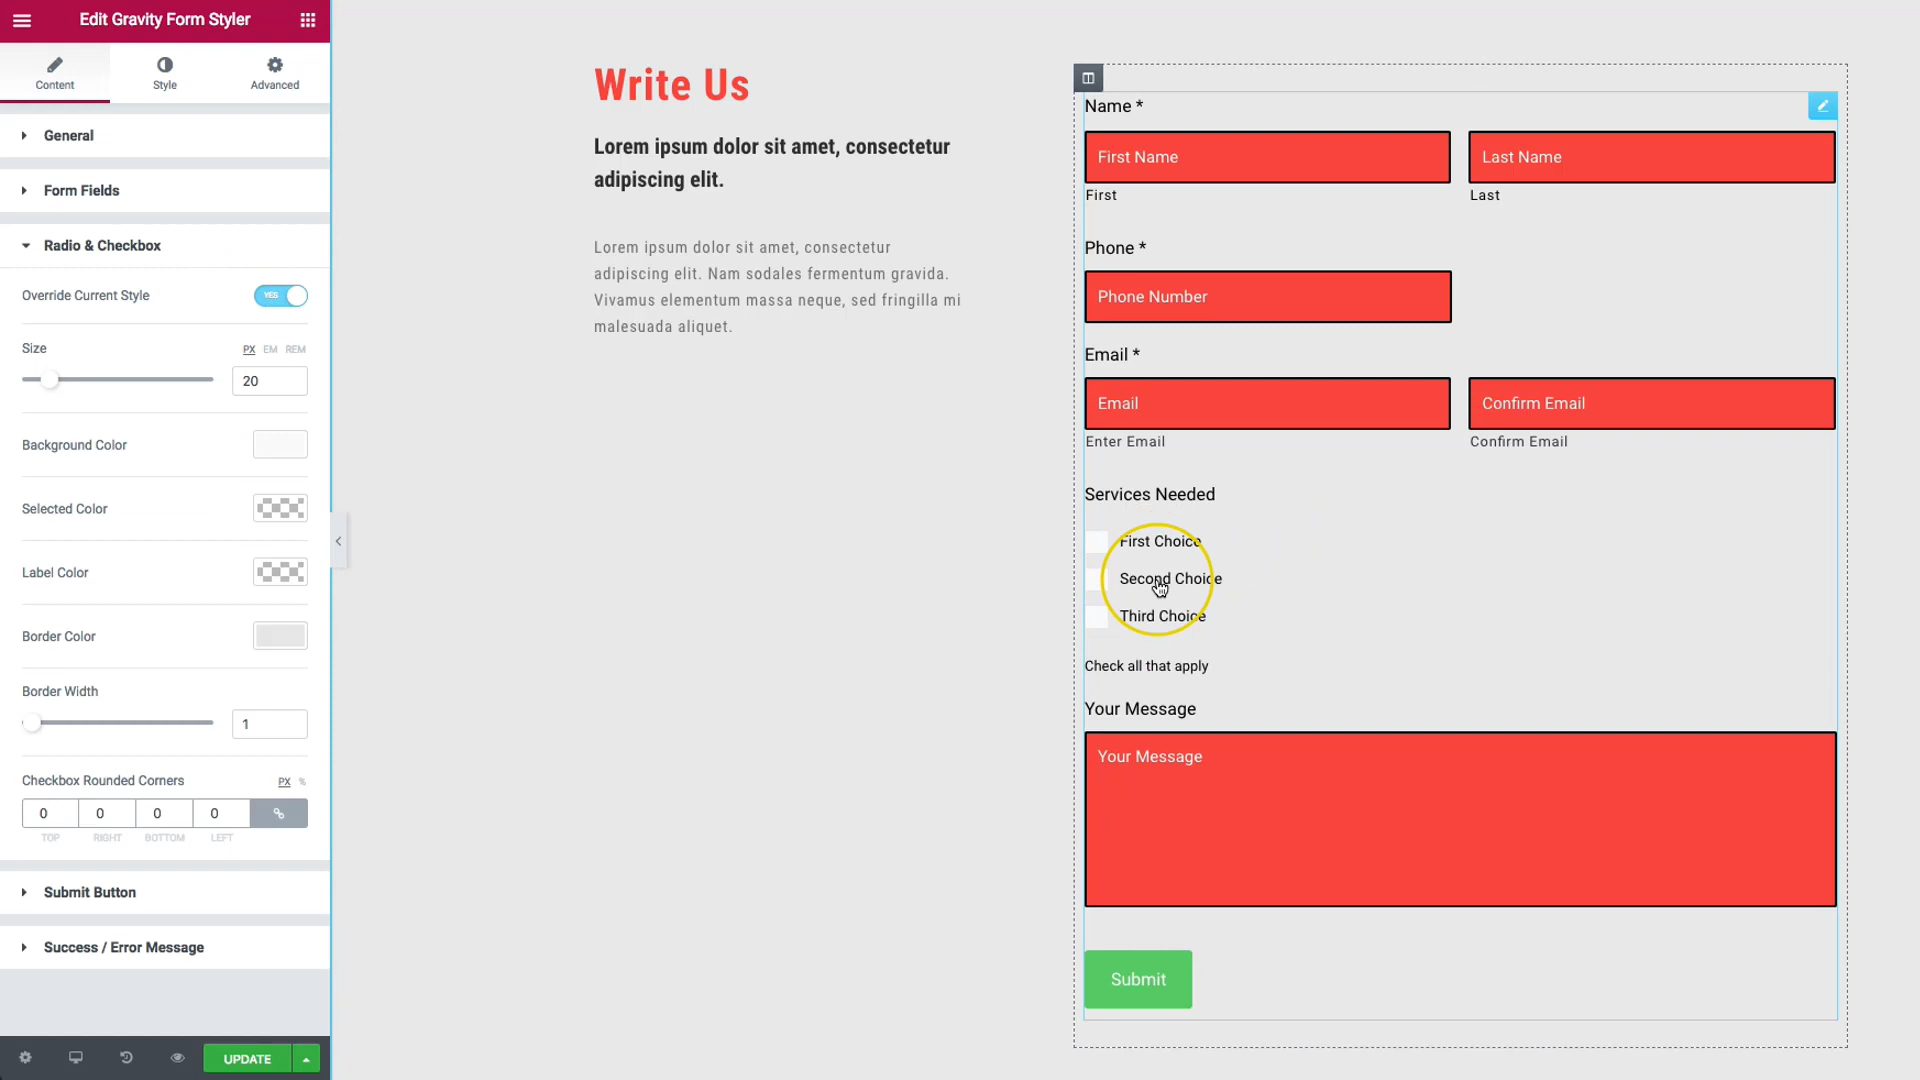 Edit Gravity Form Styler
Content
Style
Advanced
General
Form Fields
Radio & Checkbox
Override Current Style
YES
Size
PX EM REM
20
Background Color
Selected Color
Label Color
Border Color
Border Width
1
Checkbox Rounded Corners
PX %
0 0 0 0
TOP RIGHT BOTTOM LEFT
Submit Button
Success / Error Message
UPDATE
Write Us
Lorem ipsum dolor sit amet, consectetur
adipiscing elit.
Lorem ipsum dolor sit amet, consectetur
adipiscing elit. Nam sodales fermentum gravida.
Vivamus elementum massa neque, sed fringilla mi
malesuada aliquet.
Name *
First Name
Last Name
First
Last
Phone *
Phone Number
Email *
Email
Confirm Email
Enter Email
Confirm Email
Services Needed
First Choice
Second Choice
Third Choice
Check all that apply
Your Message
Your Message
Submit